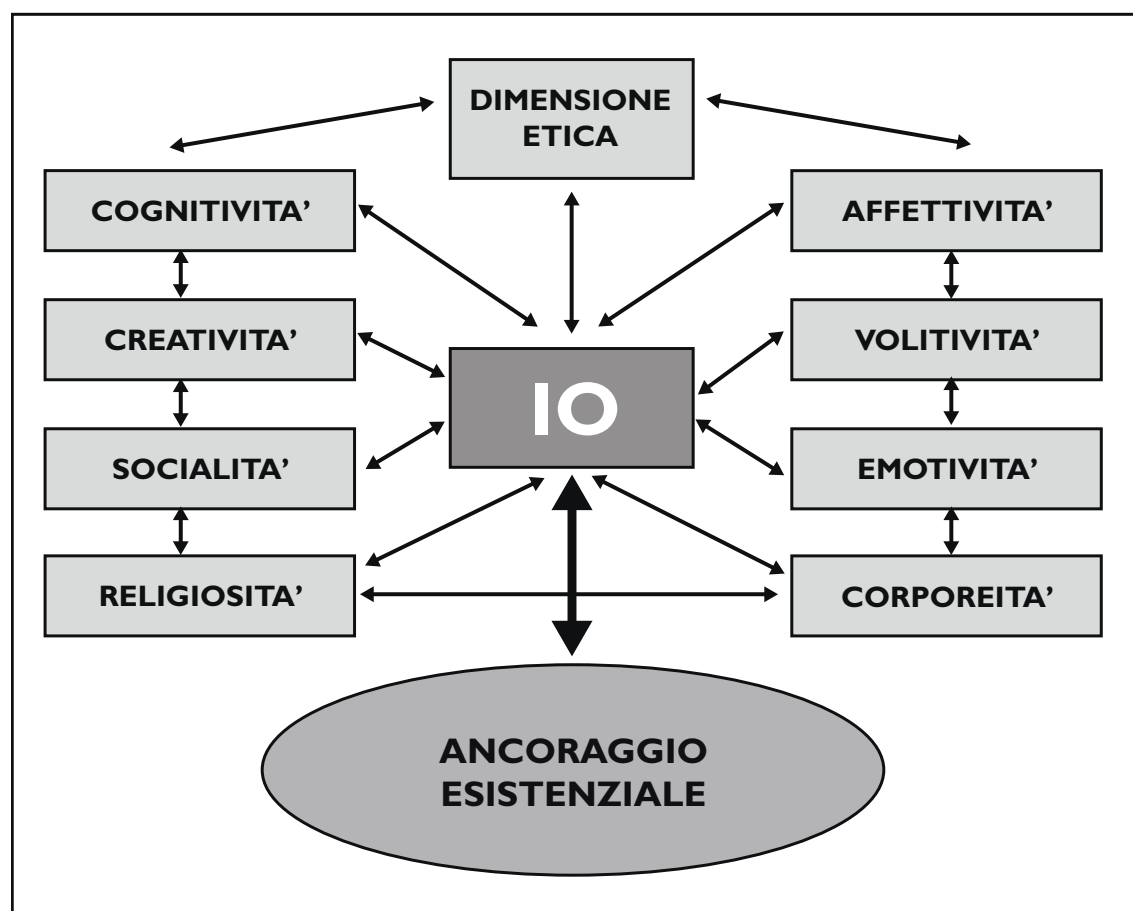 DIMENSIONE
ETICA
COGNITIVITA’
AFFETTIVITA’
CREATIVITA’
VOLITIVITA’
IO
SOCIALITA’
EMOTIVITA’
RELIGIOSITA’
CORPOREITA’
ANCORAGGIO
ESISTENZIALE